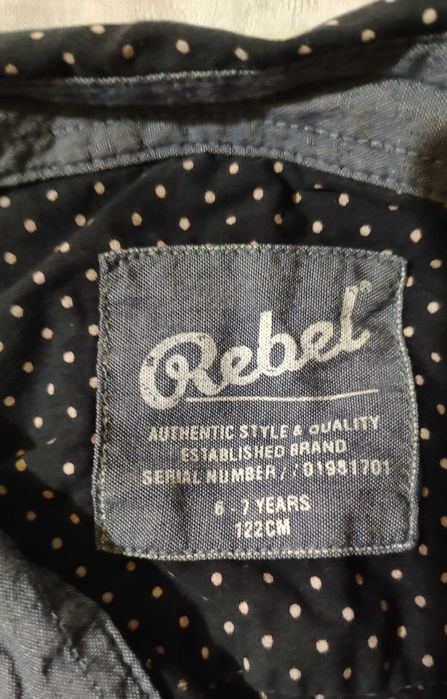 Rebel
AUTHENTIC STYLE & QUALITY
ESTABLISHED BRAND
SERIAL NUMBER//01981701
6-7 YEARS
122CM